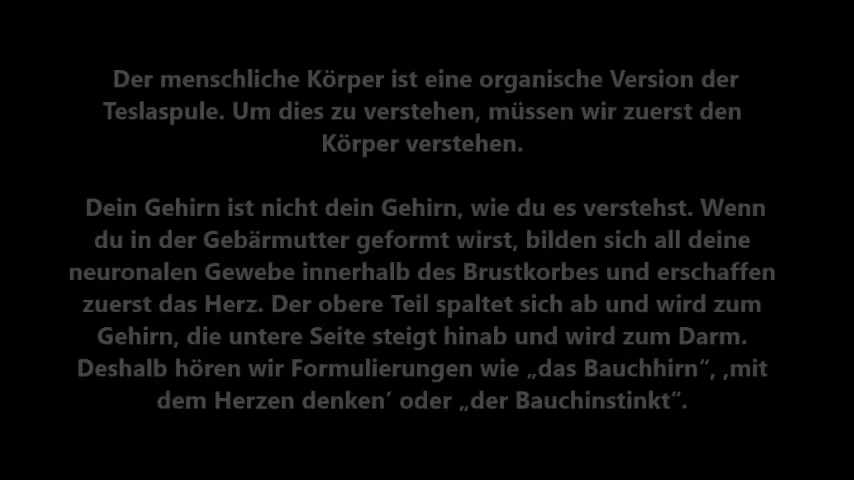 Der menschliche Körper ist eine organische Version der
Teslaspule. Um dies zu verstehen, müssen wir zuerst den
Körper verstehen.
Dein Gehirn ist nicht dein Gehirn, wie du es verstehst. Wenn
du in der Gebärmutter geformt wirst, bilden sich all deine
neuronalen Gewebe innerhalb des Brustkorbes und erschaffen
zuerst das Herz. Der obere Teil spaltet sich ab und wird zum
Gehirn, die untere Seite steigt hinab und wird zum Darm.
Deshalb hören wir Formulierungen wie „das Bauchhirn“, ‚mit
dem Herzen denken’ oder „der Bauchinstinkt“.